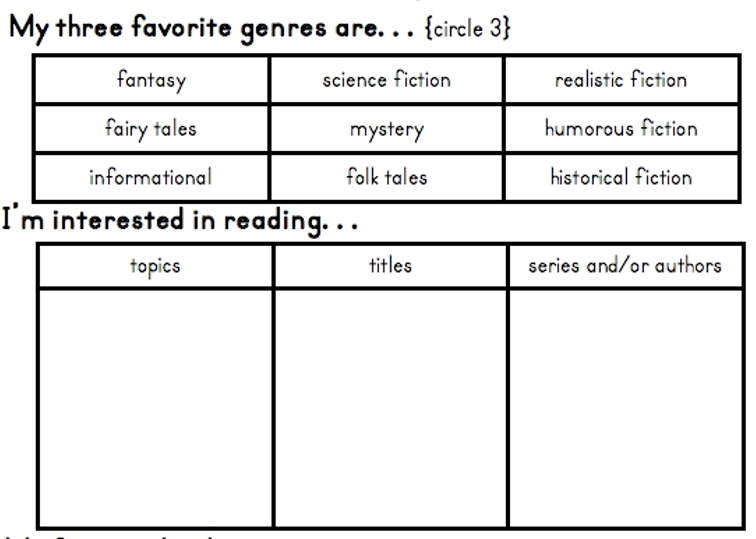 My three favorite genres are... {circle 3}
fantasy science fiction realistic fiction
fairy tales mystery humorous fiction
informational folk tales historical fiction
I'm interested in reading...
topics titles series and/or authors